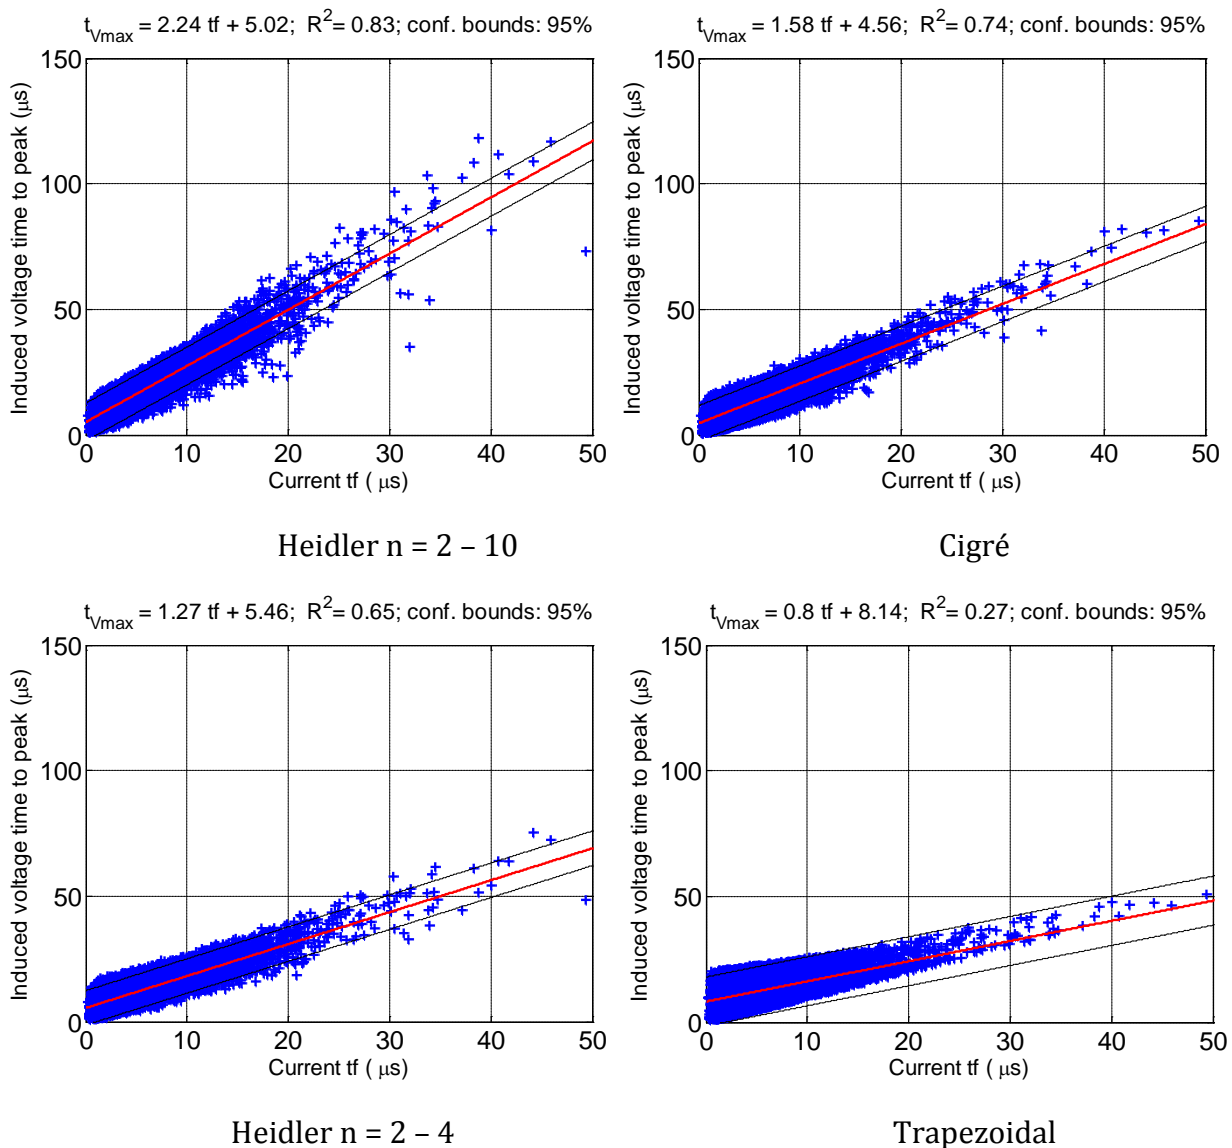 t_Vmax = 2.24 tf + 5.02; R²= 0.83; conf. bounds: 95%
150
100
50
0
Induced voltage time to peak (μs)
0 10 20 30 40 50
Current tf ( μs)
Heidler n = 2 – 10
t_Vmax = 1.58 tf + 4.56; R²= 0.74; conf. bounds: 95%
150
100
50
0
Induced voltage time to peak (μs)
0 10 20 30 40 50
Current tf ( μs)
Cigré
t_Vmax = 1.27 tf + 5.46; R²= 0.65; conf. bounds: 95%
150
100
50
0
Induced voltage time to peak (μs)
0 10 20 30 40 50
Current tf ( μs)
Heidler n = 2 – 4
t_Vmax = 0.8 tf + 8.14; R²= 0.27; conf. bounds: 95%
150
100
50
0
Induced voltage time to peak (μs)
0 10 20 30 40 50
Current tf ( μs)
Trapezoidal